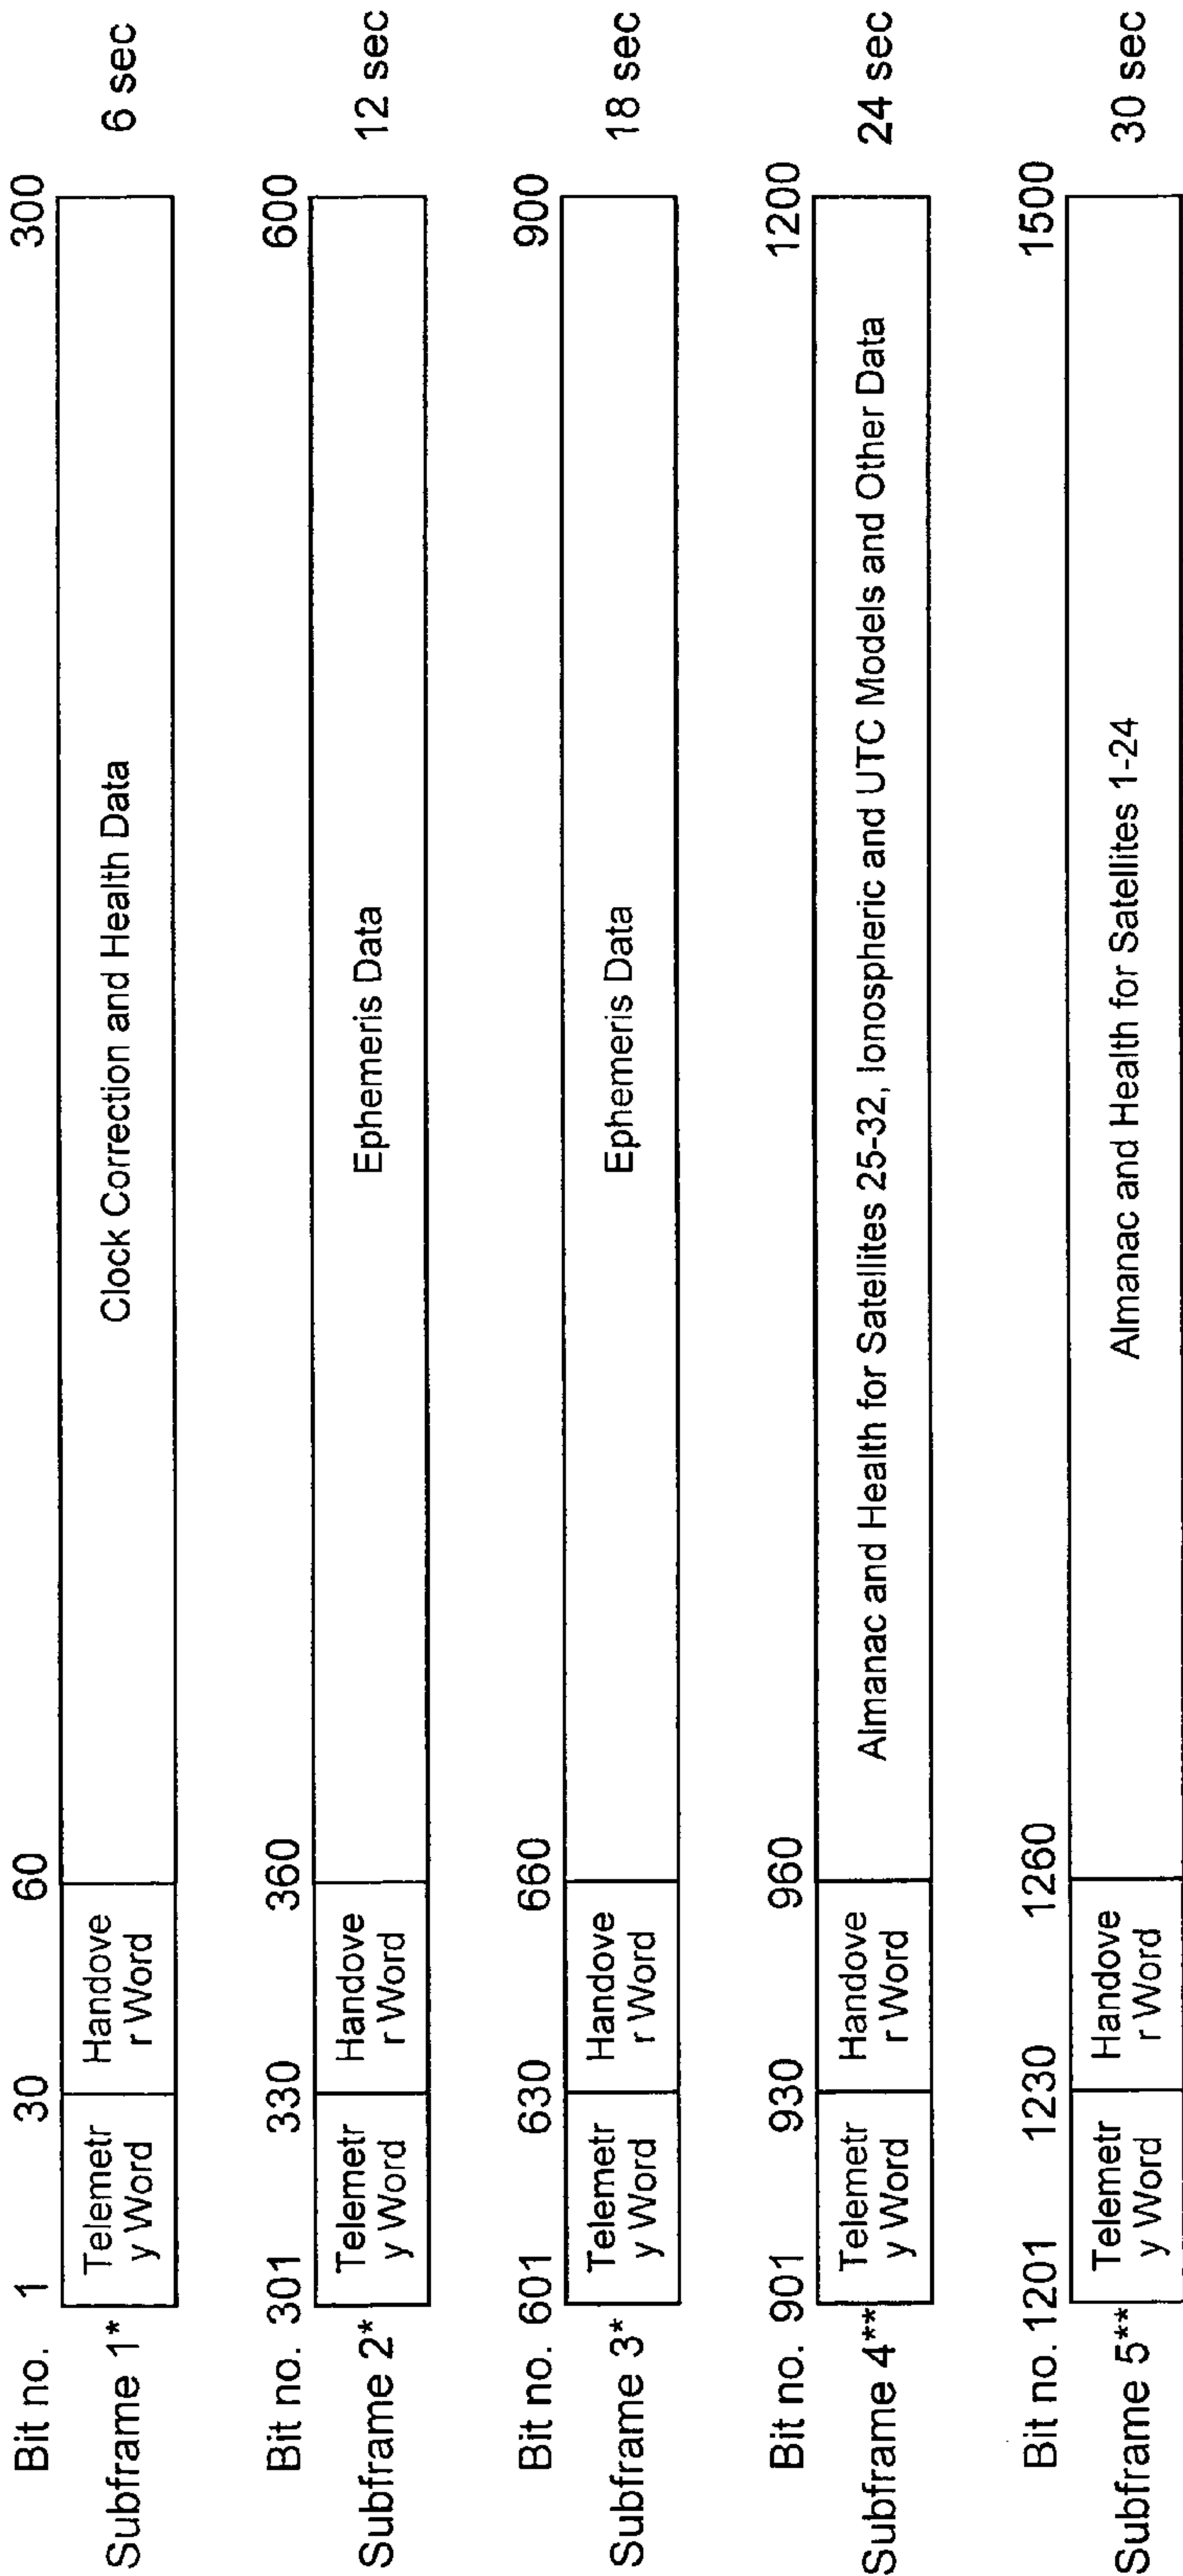 Bit no. 1 30 60 300
Subframe 1* Telemetr
y Word Handove
r Word Clock Correction and Health Data 6 sec
Bit no. 301 330 360 600
Subframe 2* Telemetr
y Word Handove
r Word Ephemeris Data 12 sec
Bit no. 601 630 660 900
Subframe 3* Telemetr
y Word Handove
r Word Ephemeris Data 18 sec
Bit no. 901 930 960 1200
Subframe 4** Telemetr
y Word Handove
r Word Almanac and Health for Satellites 25-32, Ionospheric and UTC Models and Other Data 24 sec
Bit no. 1201 1230 1260 1500
Subframe 5** Telemetr
y Word Handove
r Word Almanac and Health for Satellites 1-24 30 sec